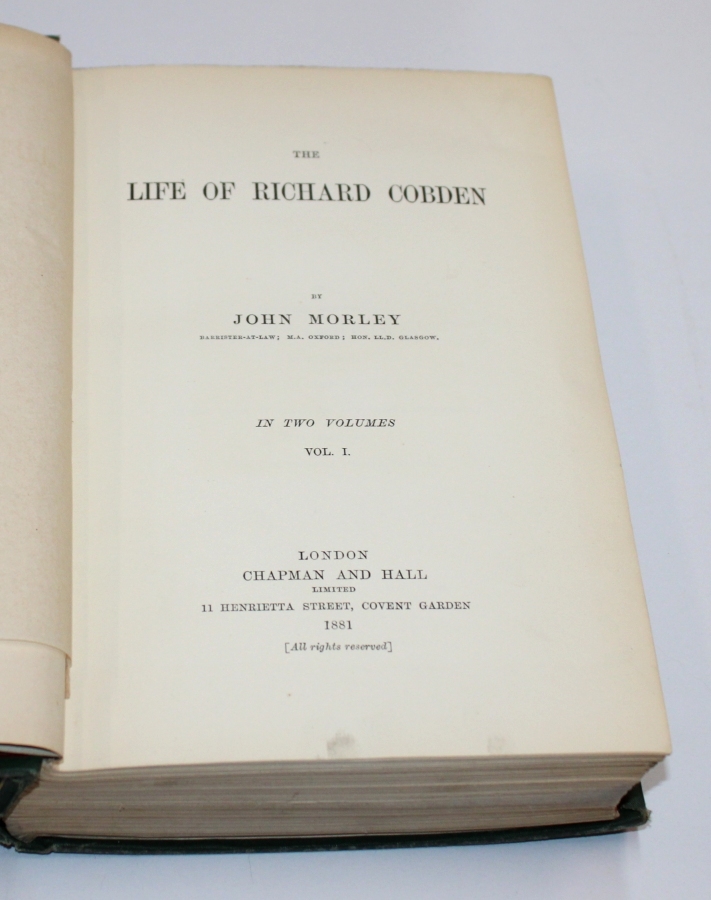 THE
LIFE OF RICHARD COBDEN
BY
JOHN MORLEY
BARRISTER-AT-LAW; M.A. OXFORD; HON. LL.D. GLASGOW.
IN TWO VOLUMES
VOL. I.
LONDON
CHAPMAN AND HALL
LIMITED
11 HENRIETTA STREET, COVENT GARDEN
1881
[All rights reserved]